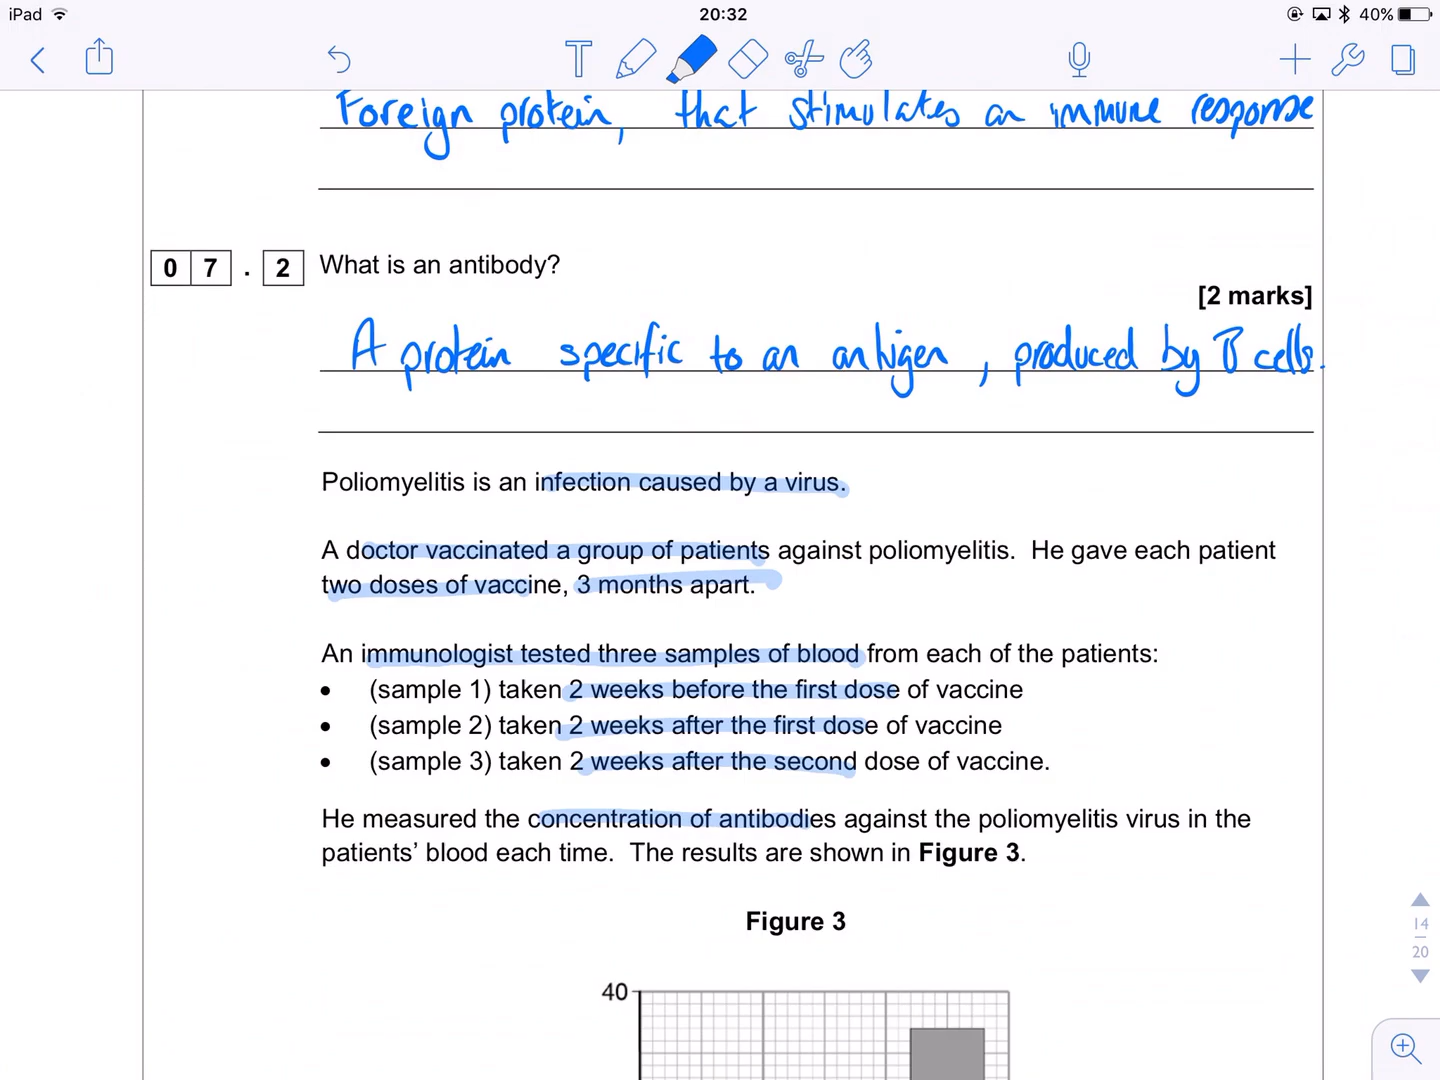 iPad 20:32 40%
Foreign protein, that stimulates an immune response
07.2 What is an antibody?
[2 marks]
A protein specific to an antigen, produced by B cells.
Poliomyelitis is an infection caused by a virus.
A doctor vaccinated a group of patients against poliomyelitis. He gave each patient
two doses of vaccine, 3 months apart.
An immunologist tested three samples of blood from each of the patients:
• (sample 1) taken 2 weeks before the first dose of vaccine
• (sample 2) taken 2 weeks after the first dose of vaccine
• (sample 3) taken 2 weeks after the second dose of vaccine.
He measured the concentration of antibodies against the poliomyelitis virus in the
patients’ blood each time. The results are shown in Figure 3.
Figure 3
40
14
20